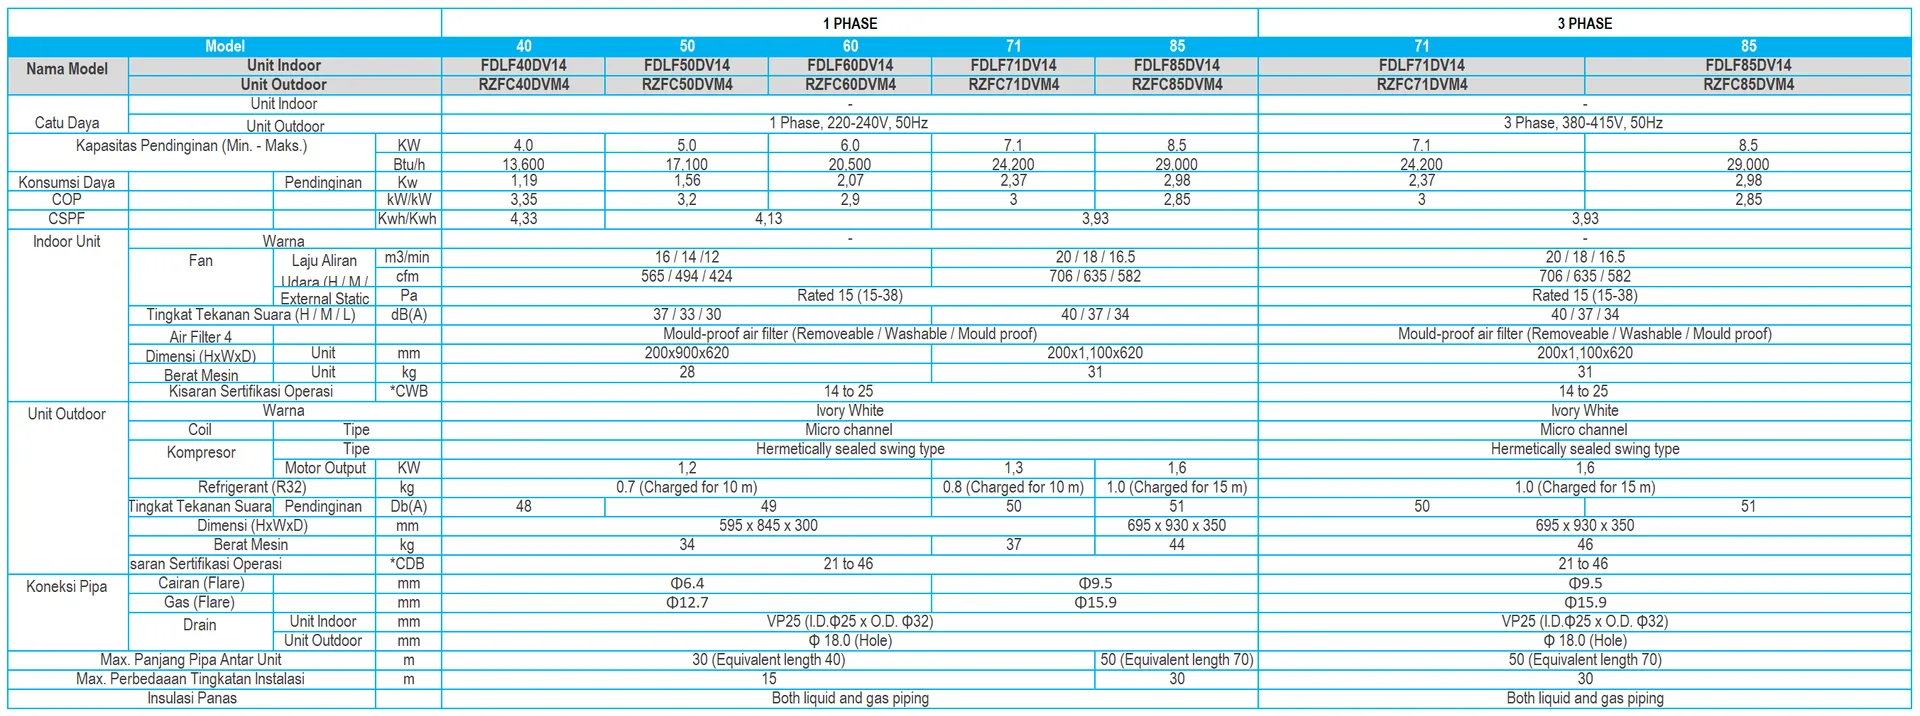 1 PHASE 3 PHASE
Model 40 50 60 71 85 71 85
Nama Model Unit Indoor FDLF40DV14 FDLF50DV14 FDLF60DV14 FDLF71DV14 FDLF85DV14 FDLF71DV14 FDLF85DV14
Unit Outdoor RZFC40DVM4 RZFC50DVM4 RZFC60DVM4 RZFC71DVM4 RZFC85DVM4 RZFC71DVM4 RZFC85DVM4
Catu Daya Unit Indoor - -
Unit Outdoor 1 Phase, 220-240V, 50Hz 3 Phase, 380-415V, 50Hz
Kapasitas Pendinginan (Min. - Maks.) KW 4.0 5.0 6.0 7.1 8.5 7.1 8.5
Btu/h 13.600 17.100 20,500 24,200 29.000 24,200 29.000
Konsumsi Daya Pendinginan Kw 1,19 1,56 2,07 2,37 2,98 2,37 2,98
COP kW/kW 3,35 3,2 2,9 3 2,85 3 2,85
CSPF Kwh/Kwh 4,33 4,13 3,93 3,93
Indoor Unit Warna - -
Fan Laju Aliran m3/min 16 / 14 /12 20 / 18 / 16.5 20 / 18 / 16.5
Udara (H / M / cfm 565 / 494 / 424 706 / 635 / 582 706 / 635 / 582
External Static Pa Rated 15 (15-38) Rated 15 (15-38)
Tingkat Tekanan Suara (H / M / L) dB(A) 37 / 33 / 30 40 / 37 / 34 40 / 37 / 34
Air Filter 4 Mould-proof air filter (Removeable / Washable / Mould proof) Mould-proof air filter (Removeable / Washable / Mould proof)
Dimensi (HxWxD) Unit mm 200x900x620 200x1,100x620 200x1,100x620
Berat Mesin Unit kg 28 31 31
Kisaran Sertifikasi Operasi *CWB 14 to 25 14 to 25
Unit Outdoor Warna Ivory White Ivory White
Coil Tipe Micro channel Micro channel
Kompresor Tipe Hermetically sealed swing type Hermetically sealed swing type
Motor Output KW 1,2 1,3 1,6 1,6
Refrigerant (R32) kg 0.7 (Charged for 10 m) 0.8 (Charged for 10 m) 1.0 (Charged for 15 m) 1.0 (Charged for 15 m)
Tingkat Tekanan Suara Pendinginan Db(A) 48 49 50 51 50 51
Dimensi (HxWxD) mm 595 x 845 x 300 695 x 930 x 350 695 x 930 x 350
Berat Mesin kg 34 37 44 46
saran Sertifikasi Operasi *CDB 21 to 46 21 to 46
Koneksi Pipa Cairan (Flare) mm Φ6.4 Φ9.5 Φ9.5
Gas (Flare) mm Φ12.7 Φ15.9 Φ15.9
Drain Unit Indoor mm VP25 (I.D.Φ25 x O.D. Φ32) VP25 (I.D.Φ25 x O.D. Φ32)
Unit Outdoor mm Φ 18.0 (Hole) Φ 18.0 (Hole)
Max. Panjang Pipa Antar Unit m 30 (Equivalent length 40) 50 (Equivalent length 70) 50 (Equivalent length 70)
Max. Perbedaaan Tingkatan Instalasi m 15 30 30
Insulasi Panas Both liquid and gas piping Both liquid and gas piping